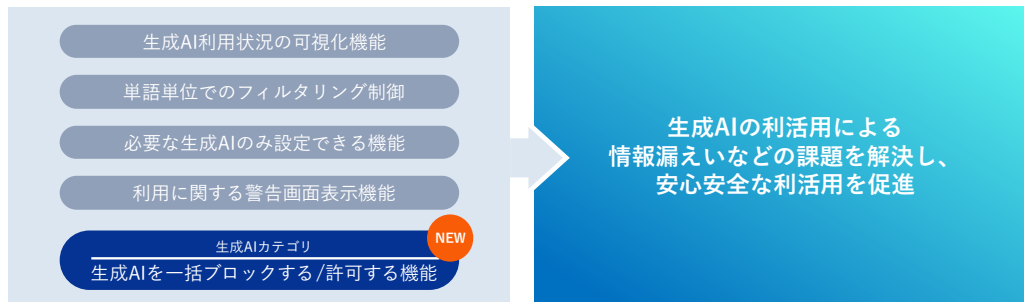 生成AI利用状況の可視化機能
単語単位でのフィルタリング制御
必要な生成AIのみ設定できる機能
利用に関する警告画面表示機能
NEW
生成AIカテゴリ
生成AIを一括ブロックする/許可する機能
生成AIの利活用による
情報漏えいなどの課題を解決し、
安心安全な利活用を促進